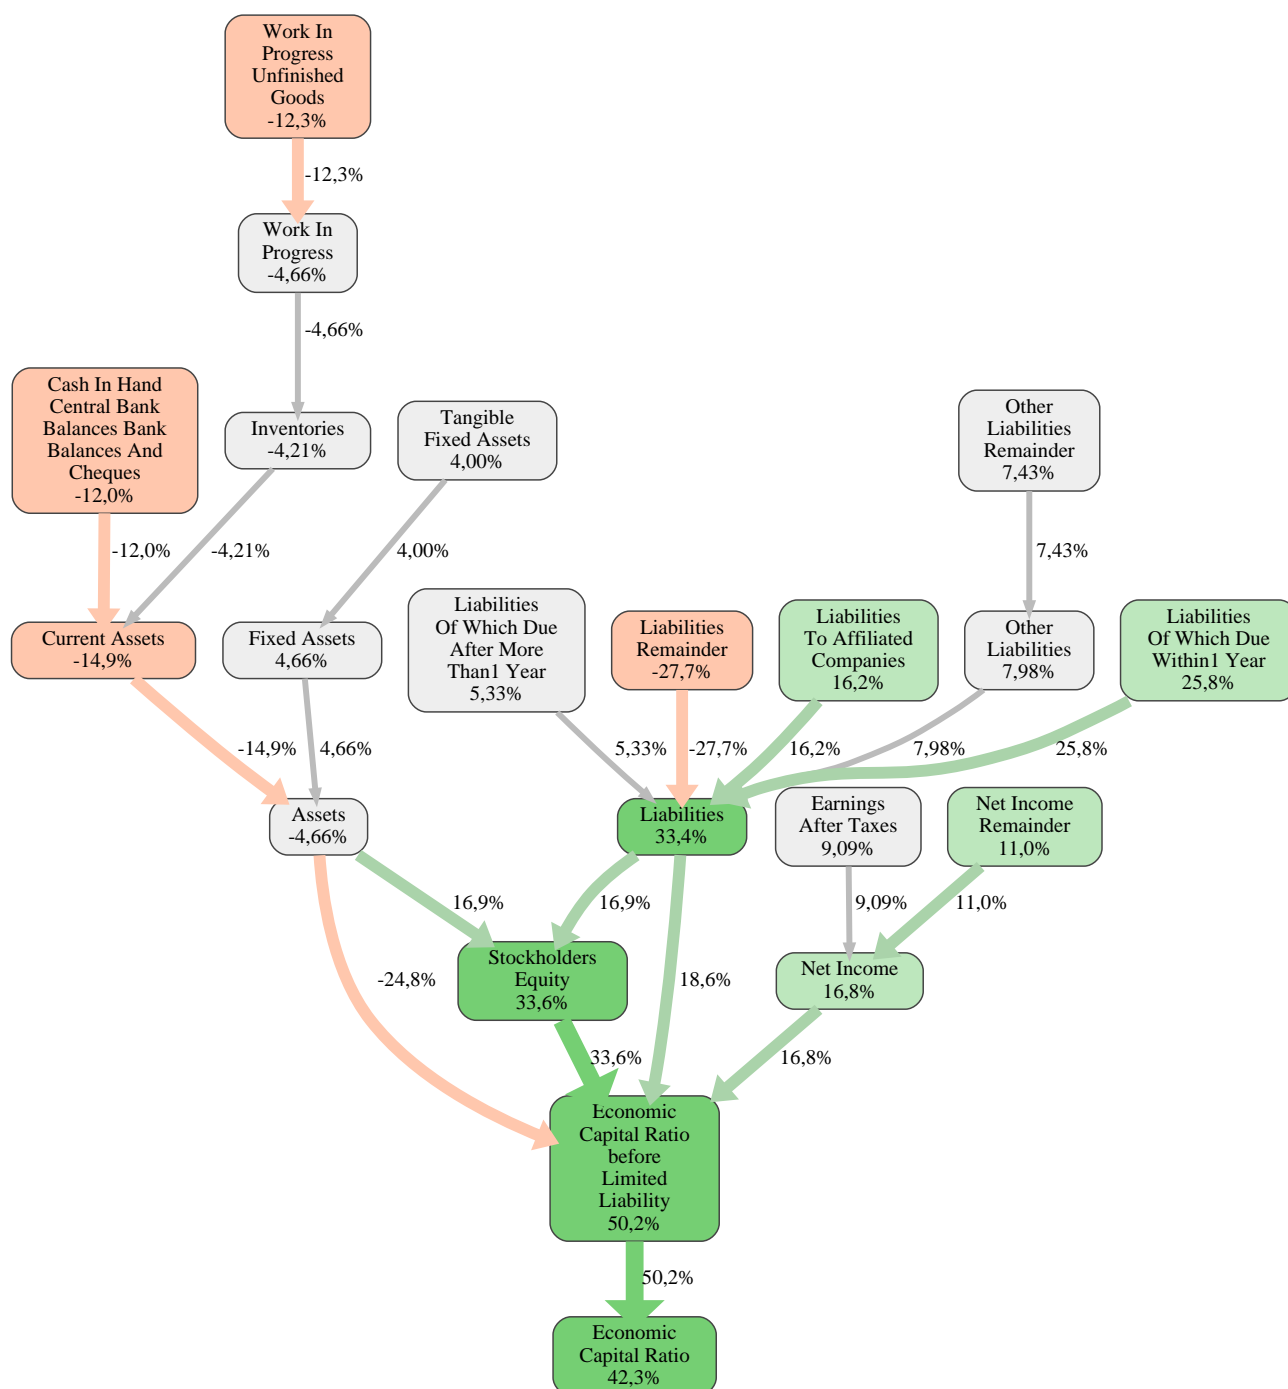 Work In
Progress
Unfinished
Goods
-12,3%
-12,3%
Work In
Progress
-4,66%
-4,66%
Cash In Hand
Central Bank
Balances Bank
Balances And
Cheques
-12,0%
Inventories
-4,21%
Tangible
Fixed Assets
4,00%
Other
Liabilities
Remainder
7,43%
-12,0%
-4,21%
4,00%
7,43%
Current Assets
-14,9%
Fixed Assets
4,66%
Liabilities
Of Which Due
After More
Than1 Year
5,33%
Liabilities
Remainder
-27,7%
Liabilities
To Affiliated
Companies
16,2%
Other
Liabilities
7,98%
Liabilities
Of Which Due
Within1 Year
25,8%
-14,9%
4,66%
5,33%
-27,7%
16,2%
7,98%
25,8%
Assets
-4,66%
Liabilities
33,4%
Earnings
After Taxes
9,09%
Net Income
Remainder
11,0%
16,9%
16,9%
9,09%
11,0%
Stockholders
Equity
33,6%
-24,8%
18,6%
Net Income
16,8%
33,6%
16,8%
Economic
Capital Ratio
before
Limited
Liability
50,2%
50,2%
Economic
Capital Ratio
42,3%